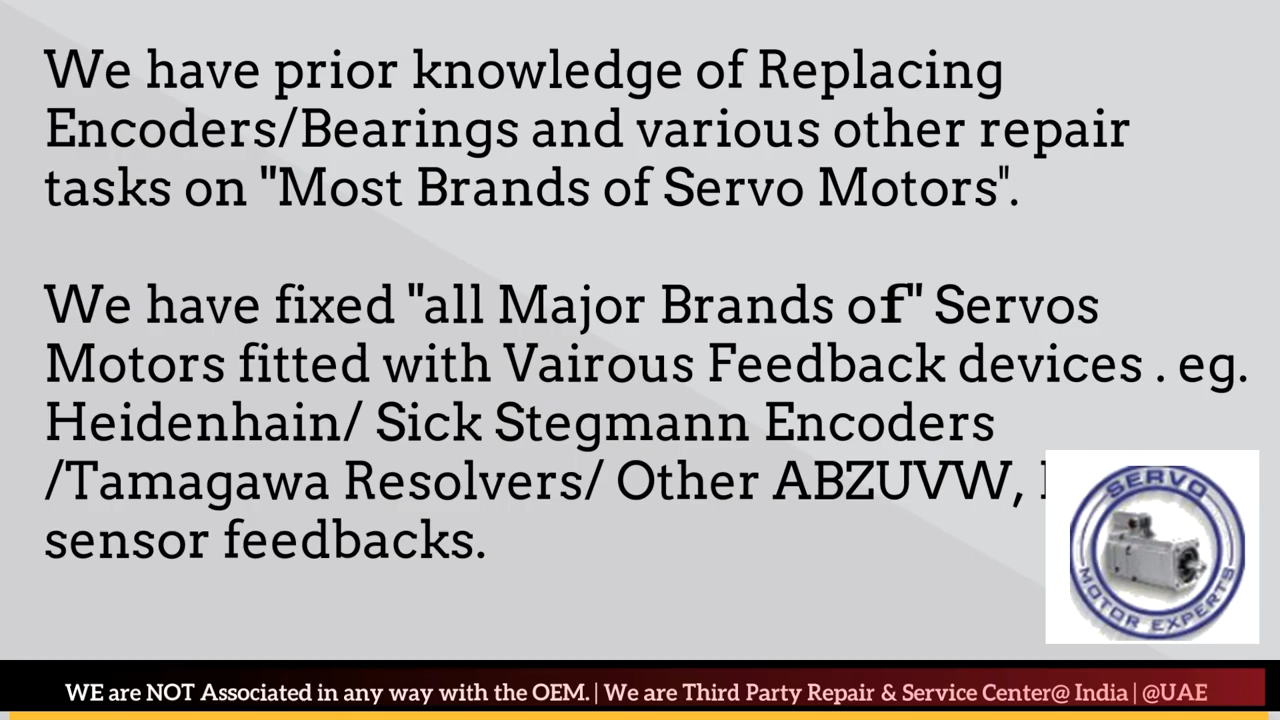 We have prior knowledge of Replacing
Encoders/Bearings and various other repair
tasks on "Most Brands of Servo Motors".
We have fixed "all Major Brands of" Servos
Motors fitted with Vairous Feedback devices . eg.
Heidenhain/ Sick Stegmann Encoders
/Tamagawa Resolvers/ Other ABZUVW,
sensor feedbacks.
SERVO
MOTOR EXPERTS
WE are NOT Associated in any way with the OEM. | We are Third Party Repair & Service Center@ India | @UAE